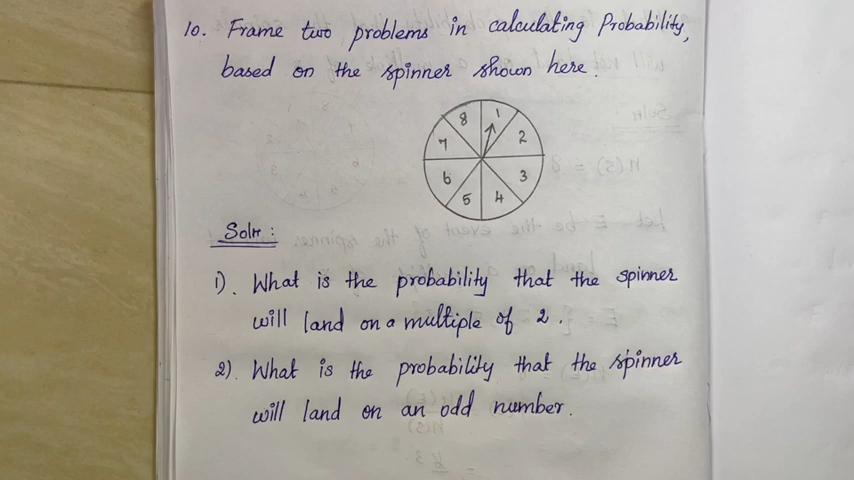 10. Frame two problems in calculating Probability,
based on the spinner shown here.
8 1
7 2
6 3
5 4
Soln :
1). What is the probability that the spinner
will land on a multiple of 2.
2). What is the probability that the spinner
will land on an odd number.